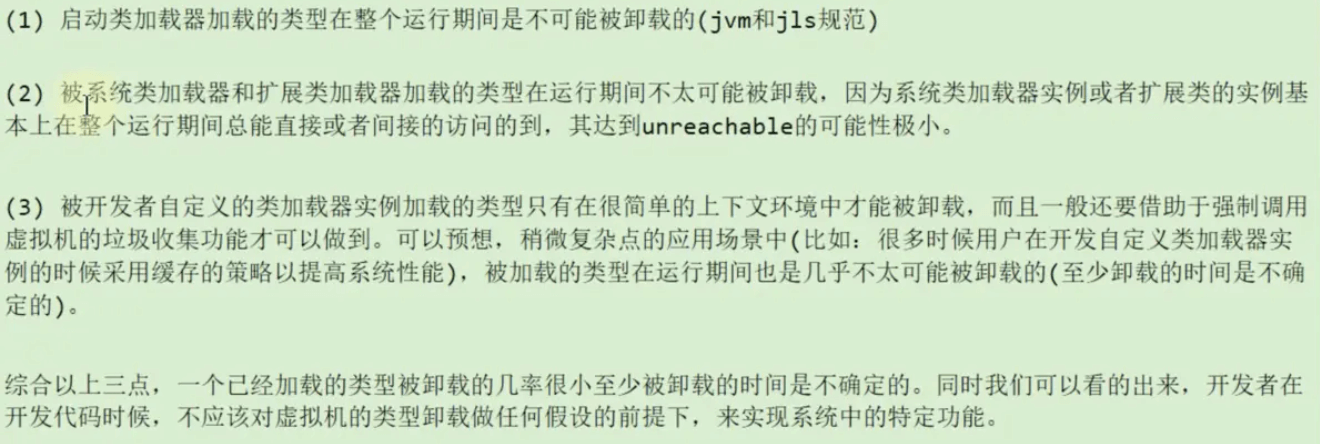 (1) 启动类加载器加载的类型在整个运行期间是不可能被卸载的(jvm和jls规范)
(2) 被系统类加载器和扩展类加载器加载的类型在运行期间不太可能被卸载，因为系统类加载器实例或者扩展类的实例基
本上在整个运行期间总能直接或者间接的访问的到，其达到unreachable的可能性极小。
(3) 被开发者自定义的类加载器实例加载的类型只有在很简单的上下文环境中才能被卸载，而且一般还要借助于强制调用
虚拟机的垃圾收集功能才可以做到。可以预想，稍微复杂点的应用场景中(比如：很多时候用户在开发自定义类加载器实
例的时候采用缓存的策略以提高系统性能)，被加载的类型在运行期间也是几乎不太可能被卸载的(至少卸载的时间是不确
定的)。
综合以上三点，一个已经加载的类型被卸载的几率很小至少被卸载的时间是不确定的。同时我们可以看的出来，开发者在
开发代码时候，不应该对虚拟机的类型卸载做任何假设的前提下，来实现系统中的特定功能。